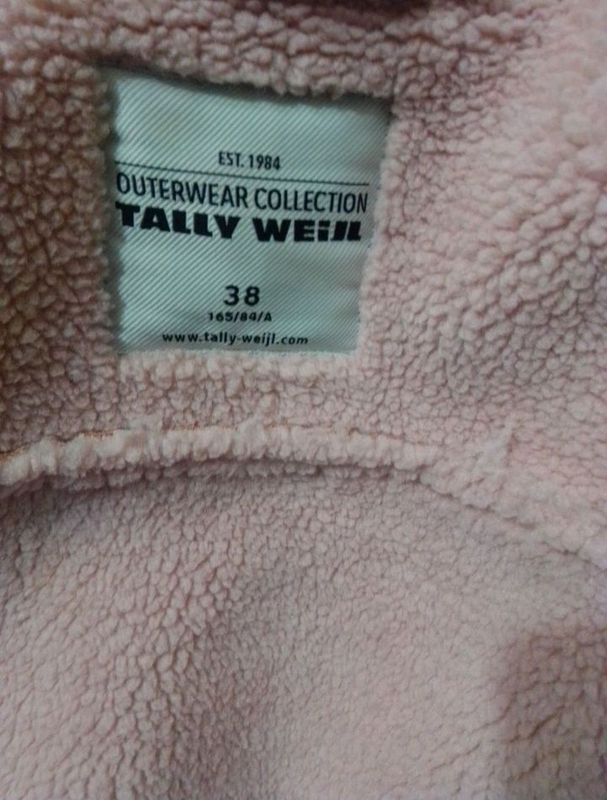 EST. 1984
OUTERWEAR COLLECTION
TALLY WEiJL
38
165/84/A
www.tally-weijl.com